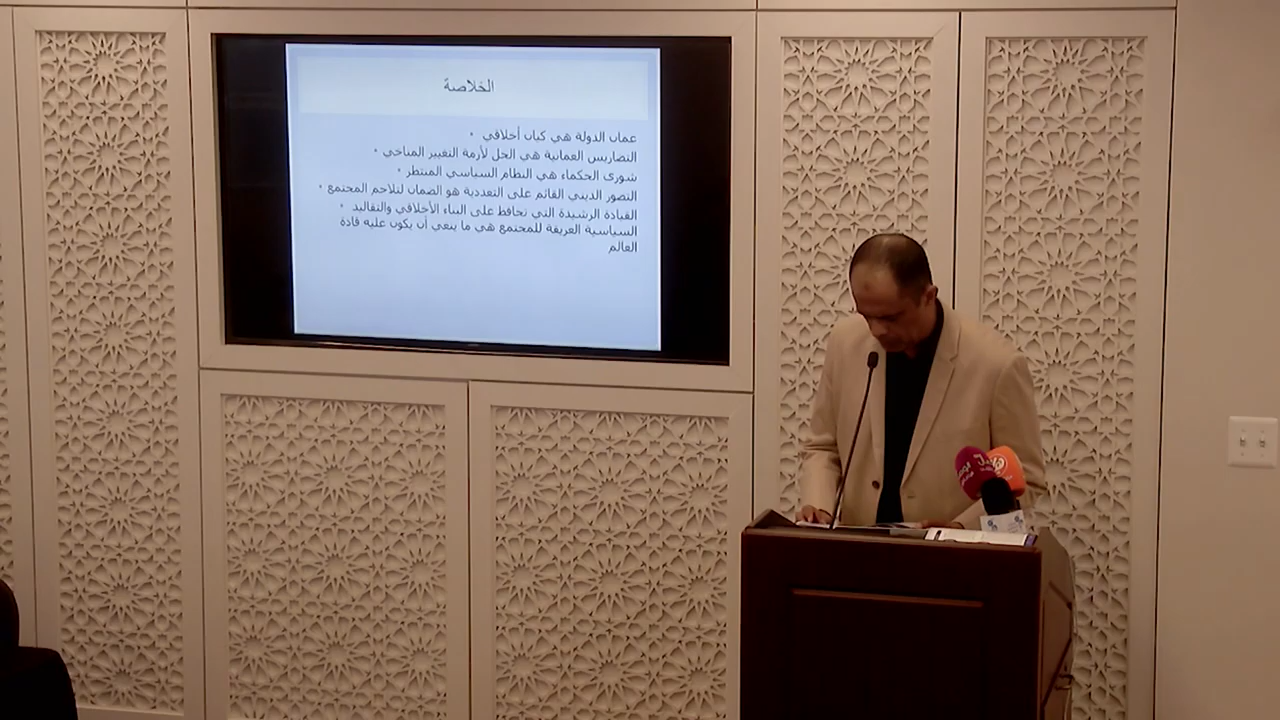 الخلاصة
عمان الدولة هي كيان أخلاقي •
التضاريس العمانية هي الحل لأزمة التغيير المناخي •
شورى الحكماء هي النظام السياسي المنتظر •
التصور الديني القائم على التعددية هو الضمان لتلاحم المجتمع •
القيادة الرشيدة التي تحافظ على البناء الأخلاقي والتقاليد •
السياسية العريقة للمجتمع هي ما ينبغي أن يكون عليه قادة
العالم